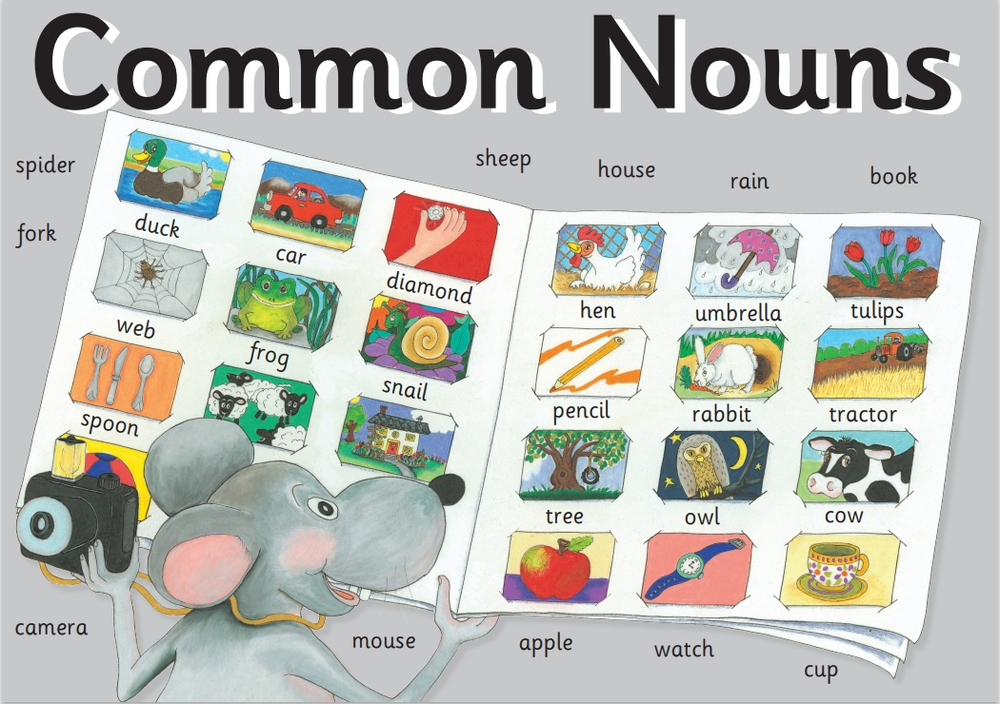 Common Nouns
spider
sheep
house
rain
book
fork
duck
car
diamond
web
frog
snail
spoon
hen
umbrella
tulips
pencil
rabbit
tractor
tree
owl
cow
camera
mouse
apple
watch
cup